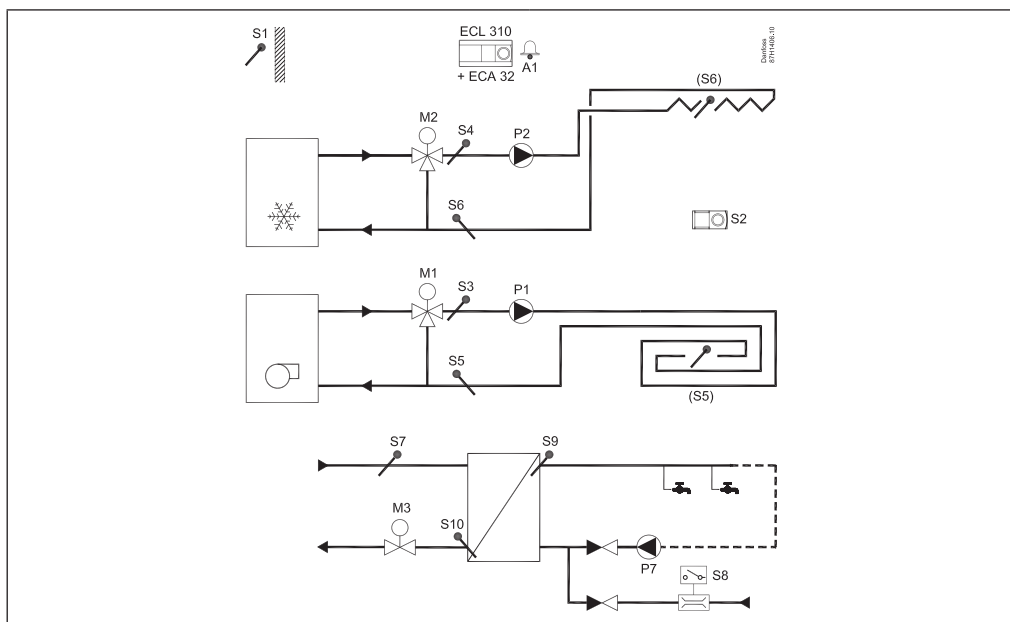 S1
ECL 310
A1
+ ECA 32
Danfoss
87H1406.10
(S6)
M2
S4
P2
S6
S2
M1
S3
P1
S5
(S5)
S7
S9
M3
S10
P7
S8